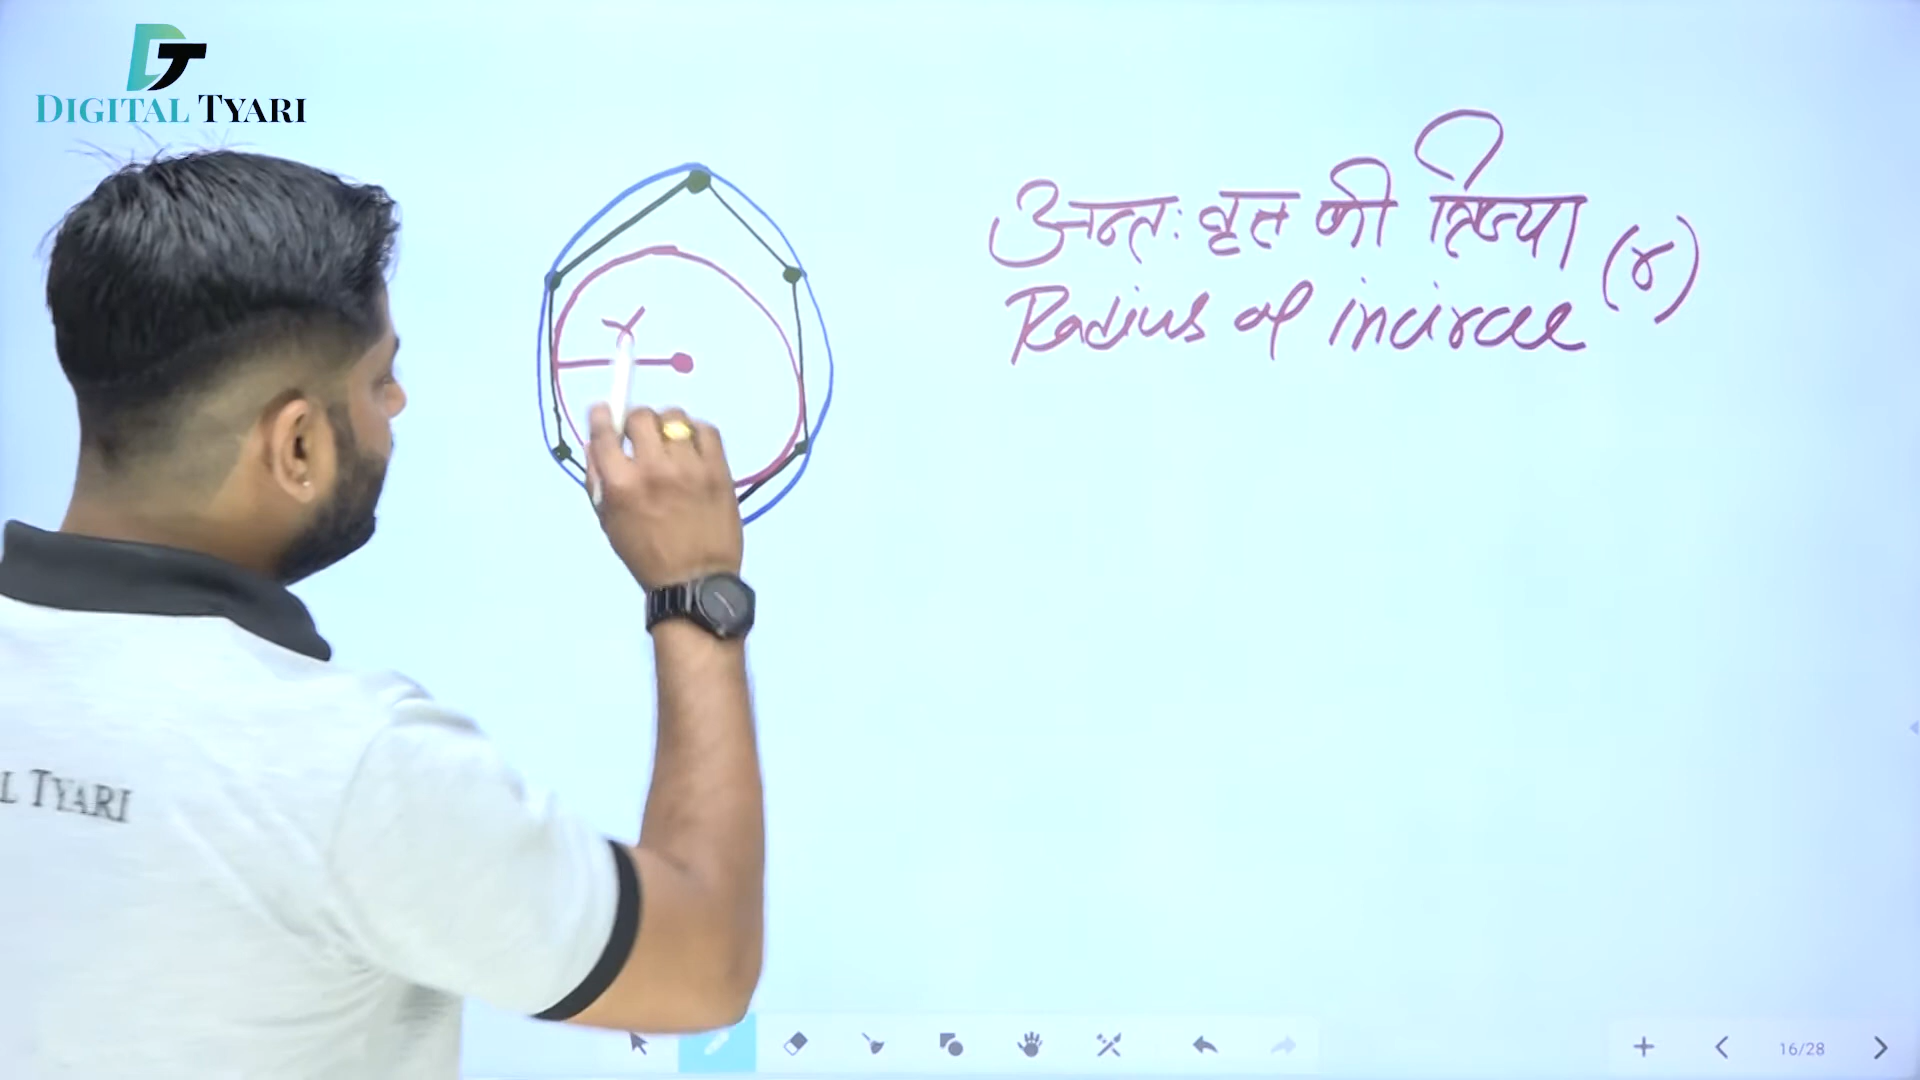 DIGITAL TYARI
अन्तः वृत्त की त्रिज्या (r)
Radius of incircle
r
L TYARI
16/28